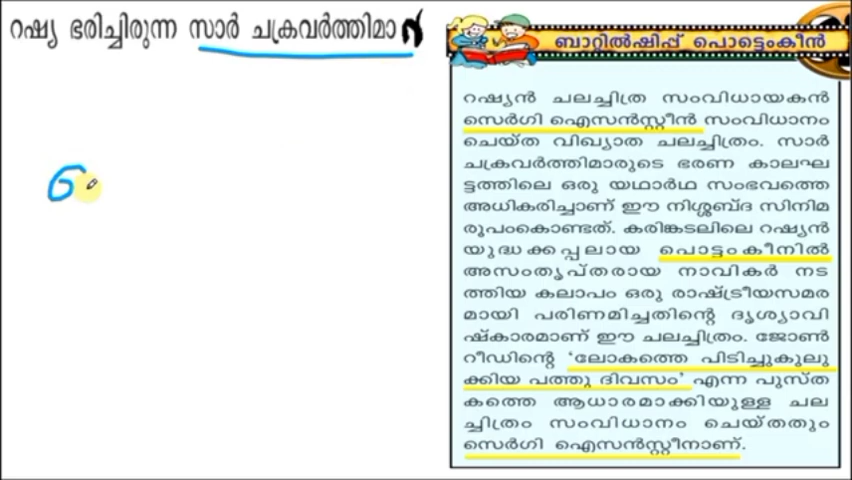 റഷ്യ ഭരിച്ചിരുന്ന സാർ ചക്രവർത്തിമാർ
ബാറ്റിൽഷിപ്പ് പൊട്ടെംകീൻ
റഷ്യൻ ചലച്ചിത്ര സംവിധായകൻ
സെർഗി ഐസൻസ്റ്റീൻ സംവിധാനം
ചെയ്ത വിഖ്യാത ചലച്ചിത്രം. സാർ
ചക്രവർത്തിമാരുടെ ഭരണ കാലഘ
ട്ടത്തിലെ ഒരു യഥാർഥ സംഭവത്തെ
അധികരിച്ചാണ് ഈ നിശ്ശബ്ദ സിനിമ
രൂപംകൊണ്ടത്. കരിങ്കടലിലെ റഷ്യൻ
യുദ്ധക്കപ്പലായ പൊട്ടംകീനിൽ
അസംതൃപ്തരായ നാവികർ നട
ത്തിയ കലാപം ഒരു രാഷ്ട്രീയസമര
മായി പരിണമിച്ചതിന്റെ ദൃശ്യാവി
ഷ്കാരമാണ് ഈ ചലച്ചിത്രം. ജോൺ
റീഡിന്റെ 'ലോകത്തെ പിടിച്ചുകുലു
ക്കിയ പത്തു ദിവസം' എന്ന പുസ്ത
കത്തെ ആധാരമാക്കിയുള്ള ചല
ച്ചിത്രം സംവിധാനം ചെയ്തതും
സെർഗി ഐസൻസ്റ്റീനാണ്.